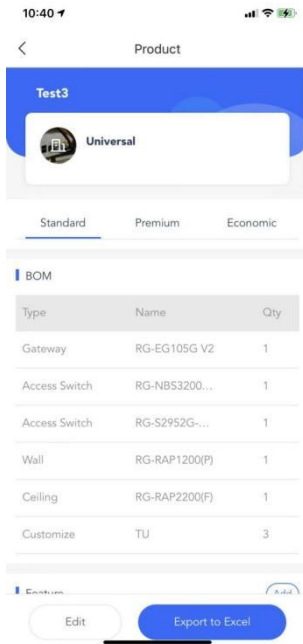 10:40
Product
Test3
Universal
Standard Premium Economic
BOM
Type Name Qty
Gateway RG-EG105G V2 1
Access Switch RG-NBS3200... 1
Access Switch RG-S2952G-... 1
Wall RG-RAP1200(P) 1
Ceiling RG-RAP2200(F) 1
Customize TU 3
Feature Add
Edit Export to Excel